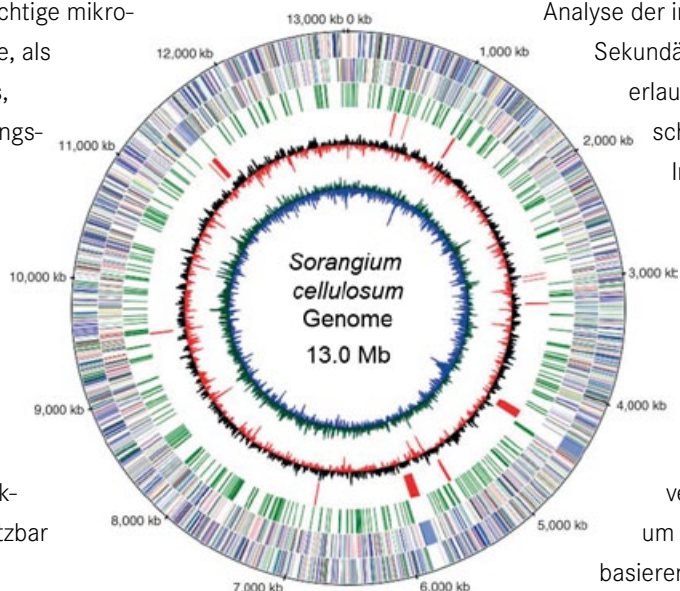 chtige mikro-
e, als
s,
ngs-
k-
tzbar
13,000 kb 0 kb
1,000 kb
2,000 kb
3,000 kb
4,000 kb
5,000 kb
6,000 kb
7,000 kb
8,000 kb
9,000 kb
10,000 kb
11,000 kb
12,000 kb
Sorangium
cellulosum
Genome
13.0 Mb
Analyse der i
Sekundä
erlau
sch
I
ve
um
basieren